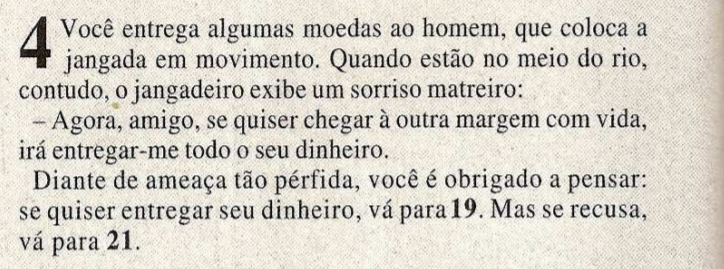 4 Você entrega algumas moedas ao homem, que coloca a
jangada em movimento. Quando estão no meio do rio,
contudo, o jangadeiro exibe um sorriso matreiro:
– Agora, amigo, se quiser chegar à outra margem com vida,
irá entregar-me todo o seu dinheiro.
Diante de ameaça tão pérfida, você é obrigado a pensar:
se quiser entregar seu dinheiro, vá para 19. Mas se recusa,
vá para 21.